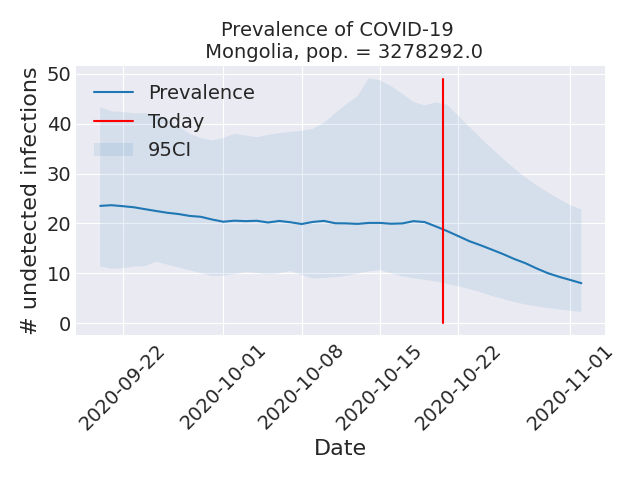 Prevalence of COVID-19
Mongolia, pop. = 3278292.0
# undetected infections
50
40
30
20
10
0
Prevalence
Today
95CI
2020-09-22
2020-10-01
2020-10-08
2020-10-15
2020-10-22
2020-11-01
Date